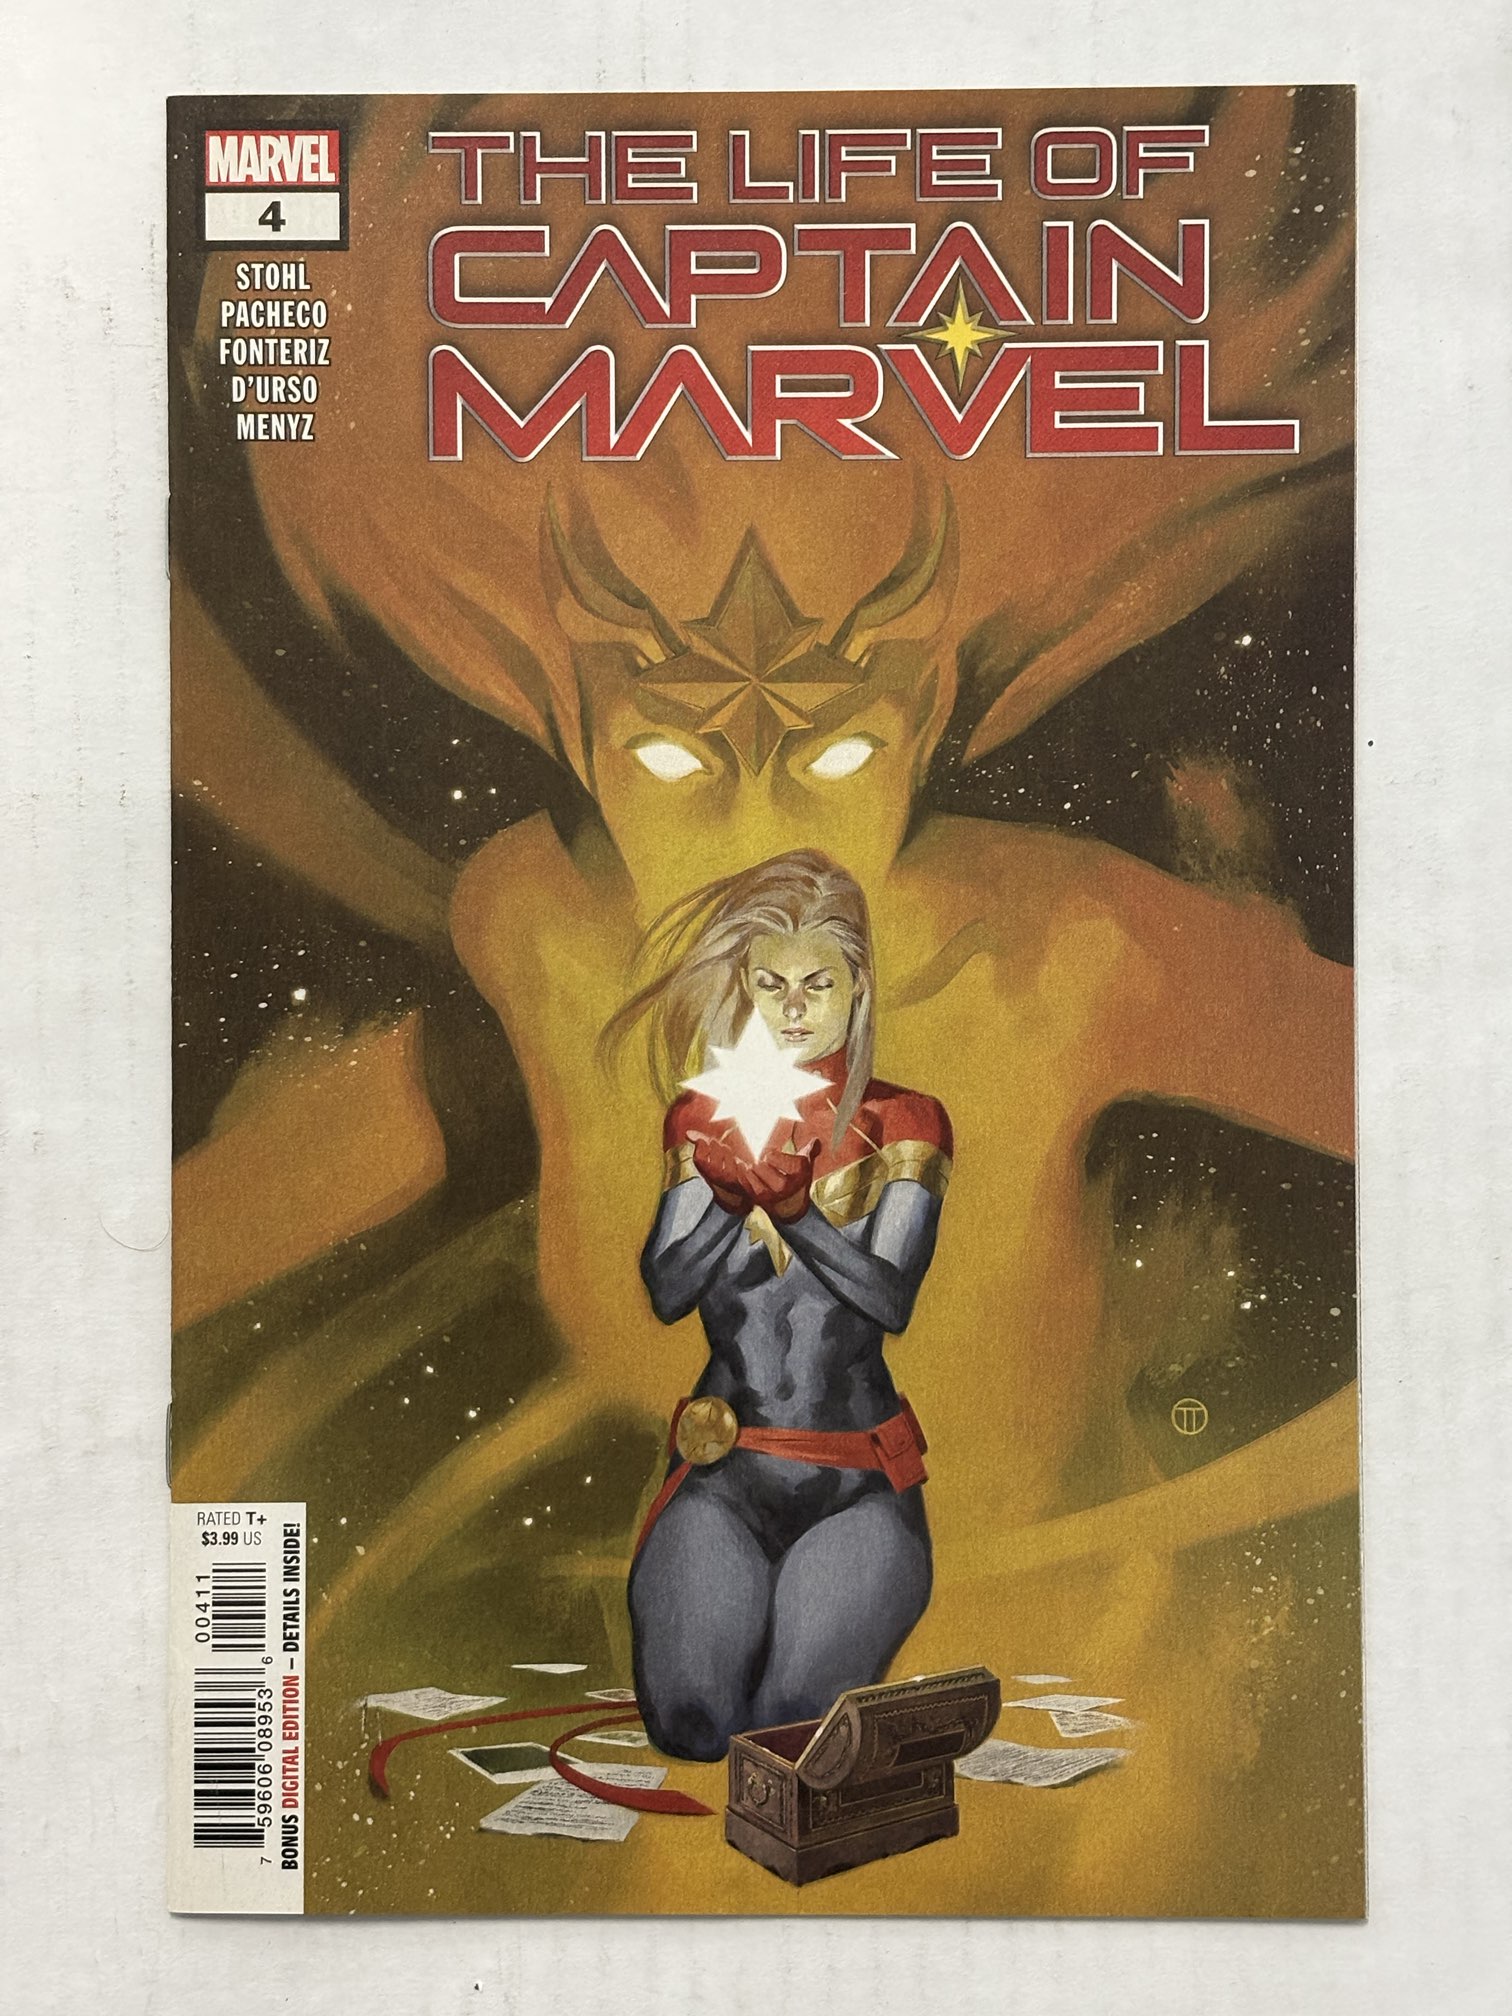 MARVEL
4
STOHL
PACHECO
FONTERIZ
D'URSO
MENYZ
THE LIFE OF
CAPTAIN
MARVEL
RATED T+
$3.99 US
00411
7 59606 08953 6
BONUS DIGITAL EDITION – DETAILS INSIDE!